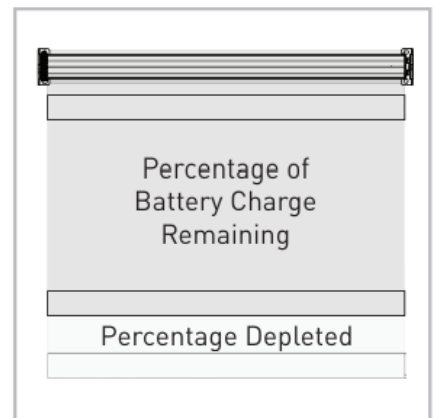 Percentage of
Battery Charge
Remaining
Percentage Depleted